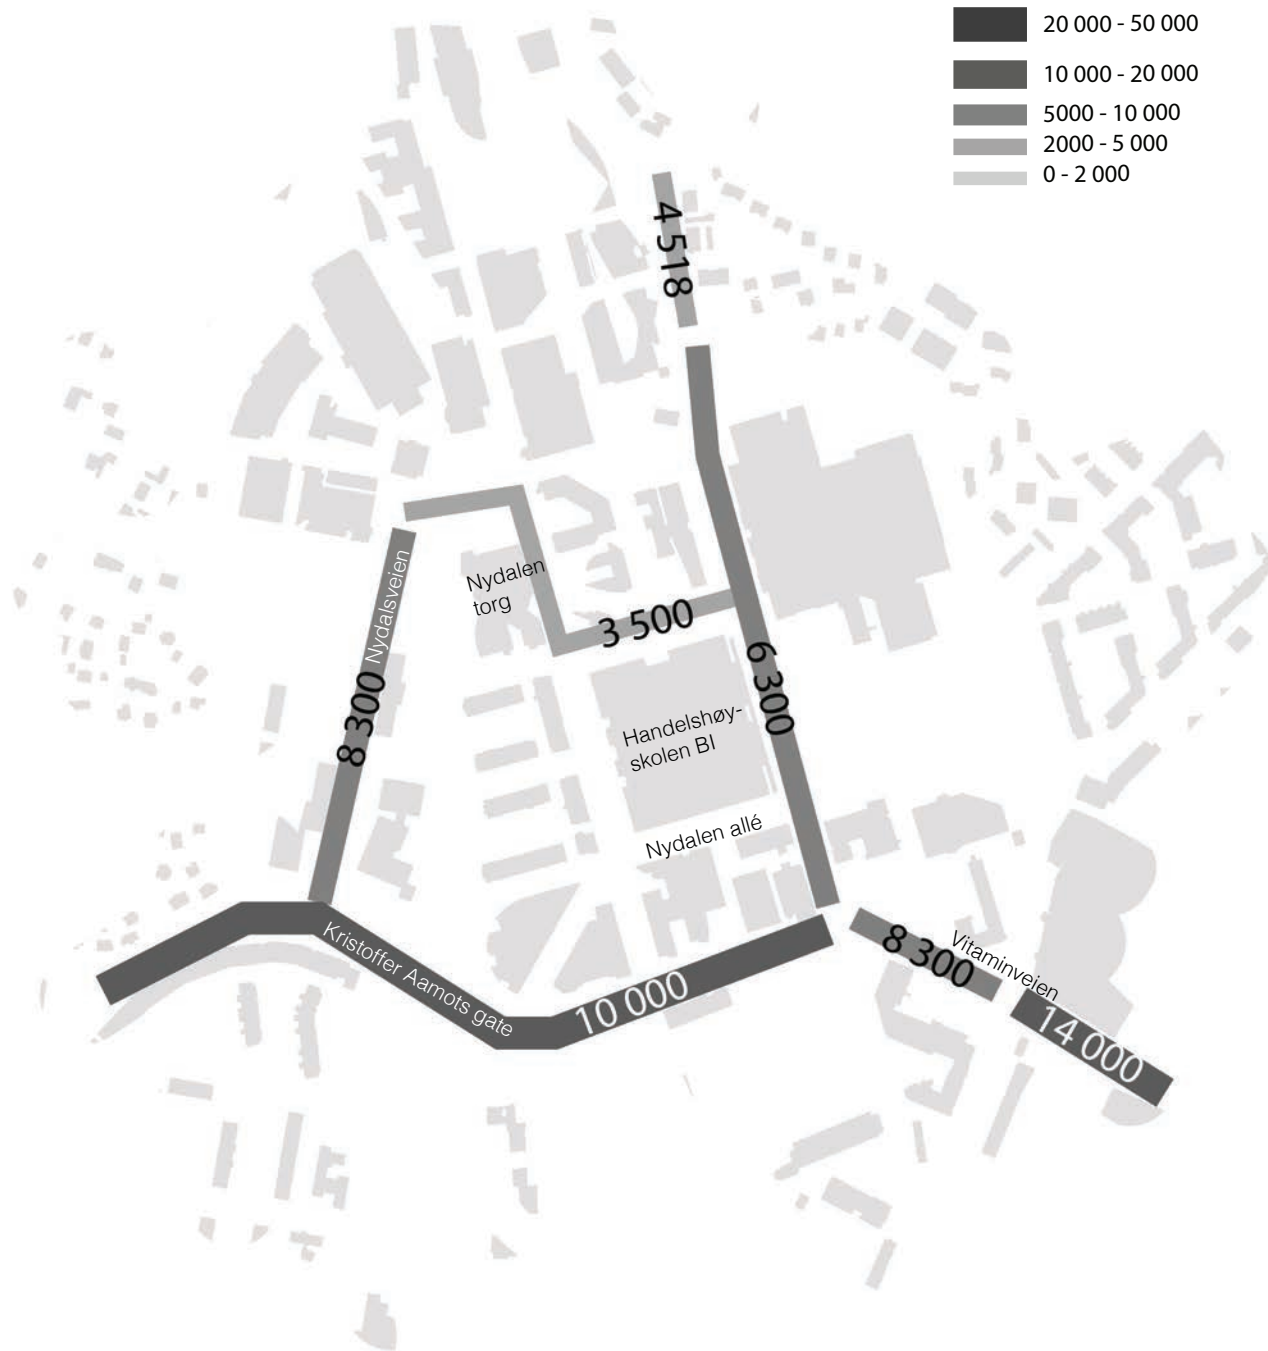 20 000 - 50 000
10 000 - 20 000
5000 - 10 000
2000 - 5 000
0 - 2 000
4 518
Nydalsveien
Nydalen
torg
3 500
6 300
8 300
Handelshøy-
skolen BI
Nydalen allé
Kristoffer Aamots gate
10 000
8 300
Vitaminveien
14 000